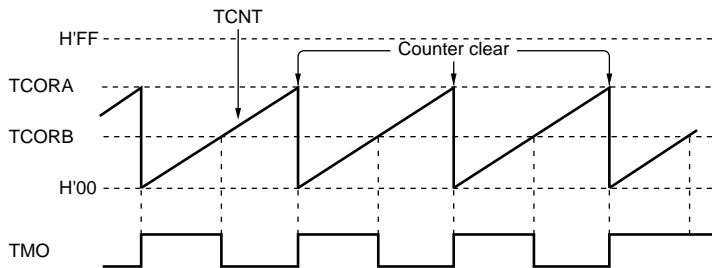 TCNT
H'FF
Counter clear
TCORA
TCORB
H'00
TMO